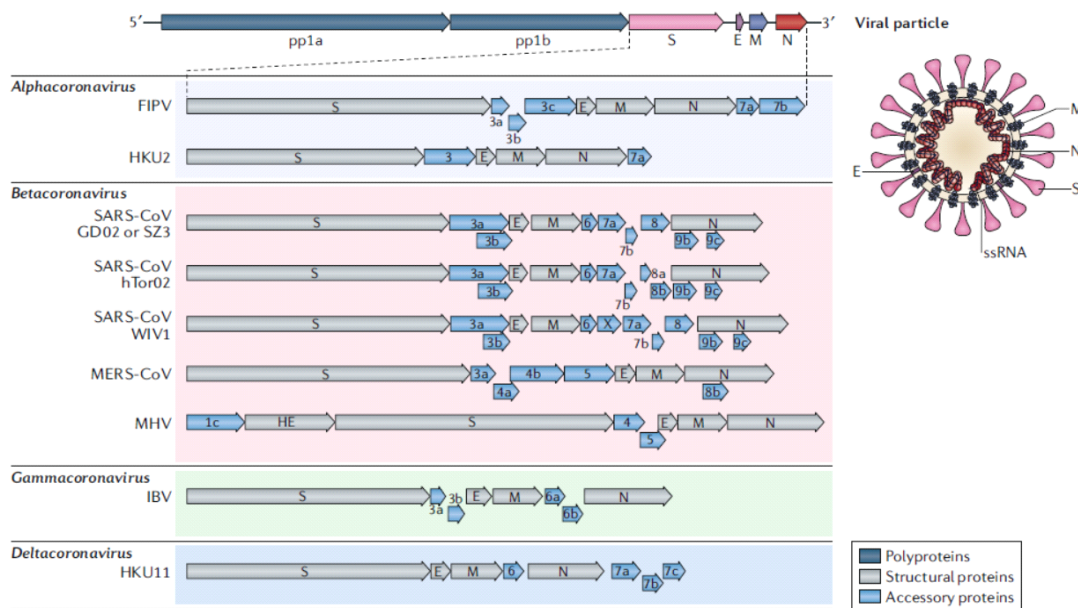 5′ 3′ Viral particle
pp1a pp1b S E M N
Alphacoronavirus
FIPV S 3a 3b 3c E M N 7a 7b
HKU2 S 3 E M N 7a
Betacoronavirus
SARS-CoV
GD02 or SZ3 S 3a 3b E M 6 7a 7b 8 N 9b 9c
SARS-CoV
hTor02 S 3a 3b E M 6 7a 7b 8a 8b N 9b 9c
SARS-CoV
WIV1 S 3a 3b E M 6 X 7a 7b 8 N 9b 9c
MERS-CoV S 3a 4a 4b 5 E M N 8b
MHV 1c HE S 4 5 E M N
Gammacoronavirus
IBV S 3a 3b E M 6a 6b N
Deltacoronavirus
HKU11 S E M 6 N 7a 7b 7c
M
N
E
S
ssRNA
Polyproteins
Structural proteins
Accessory proteins